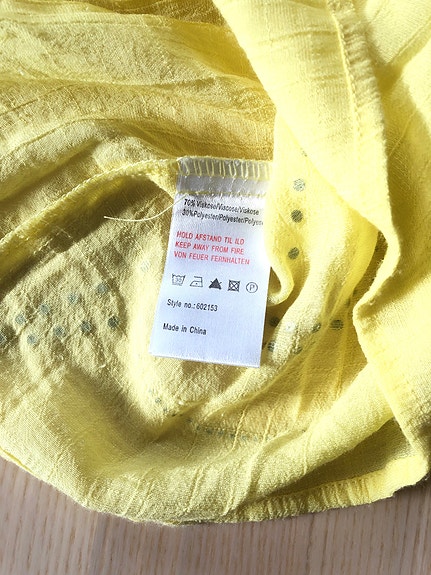 70% Viskose/Viscose/Viskose
30%Polyester/Polyester/Polyes
HOLD AFSTAND TIL ILD
KEEP AWAY FROM FIRE
VON FEUER FERNHALTEN
P
Style no.: 602153
Made in China